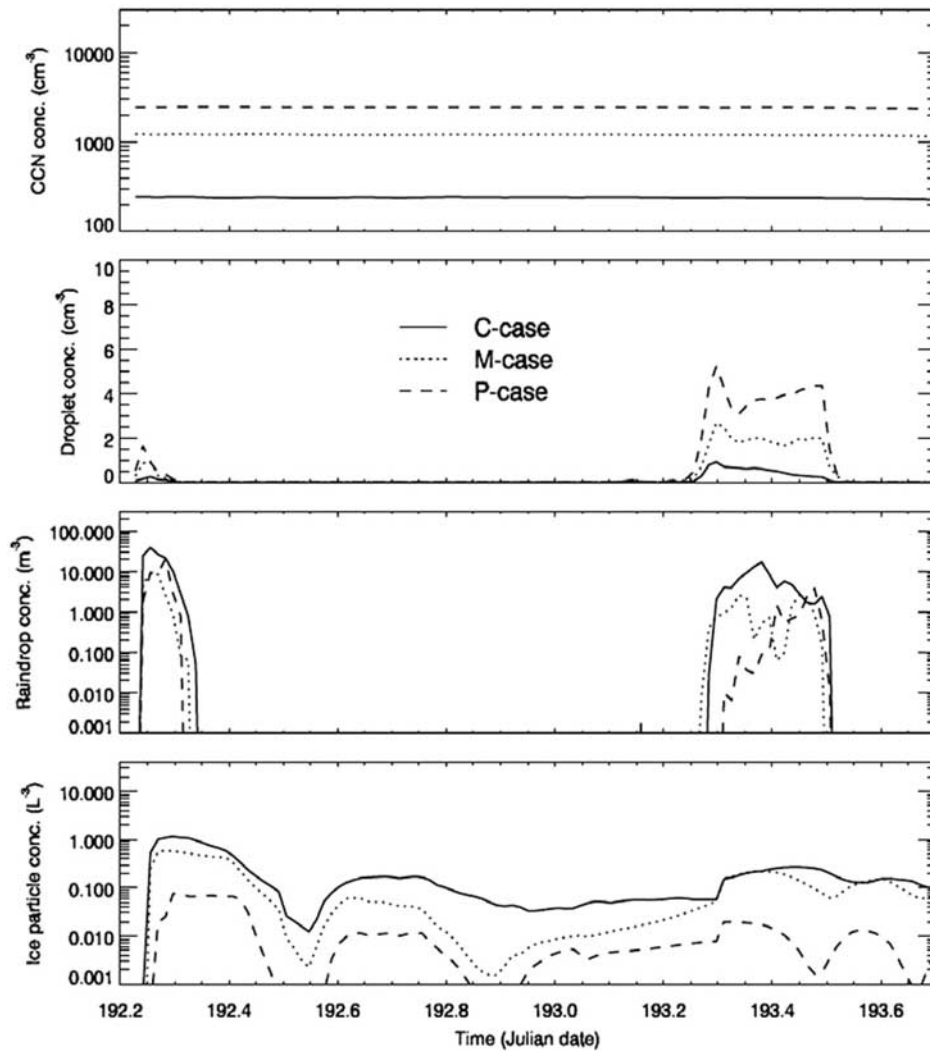 CCN conc. (cm⁻³)
10000
1000
100
Droplet conc. (cm⁻³)
10
8
6
4
2
0
C-case
M-case
P-case
Raindrop conc. (m⁻³)
100.000
10.000
1.000
0.100
0.010
0.001
Ice particle conc. (L⁻³)
10.000
1.000
0.100
0.010
0.001
192.2 192.4 192.6 192.8 193.0 193.2 193.4 193.6
Time (Julian date)